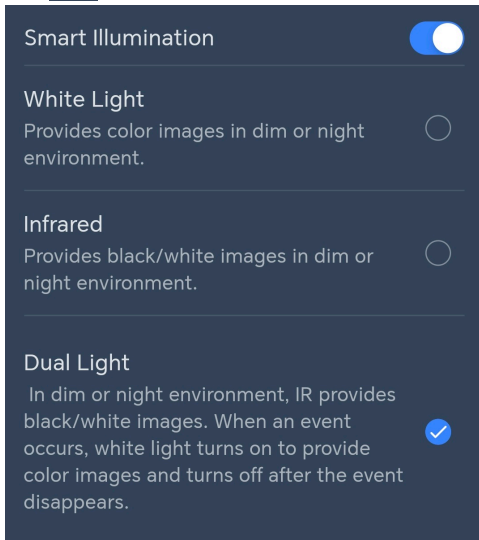 Smart Illumination
White Light
Provides color images in dim or night
environment.
Infrared
Provides black/white images in dim or
night environment.
Dual Light
In dim or night environment, IR provides
black/white images. When an event
occurs, white light turns on to provide
color images and turns off after the event
disappears.